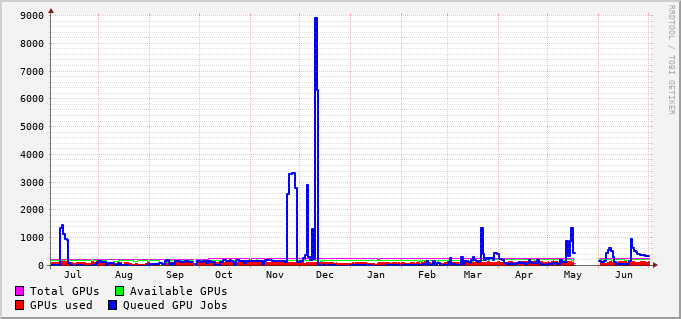 9000
8000
7000
6000
5000
4000
3000
2000
1000
0
Jul Aug Sep Oct Nov Dec Jan Feb Mar Apr May Jun
Total GPUs Available GPUs
GPUs used Queued GPU Jobs
RRDTOOL / TOBI OETIKER